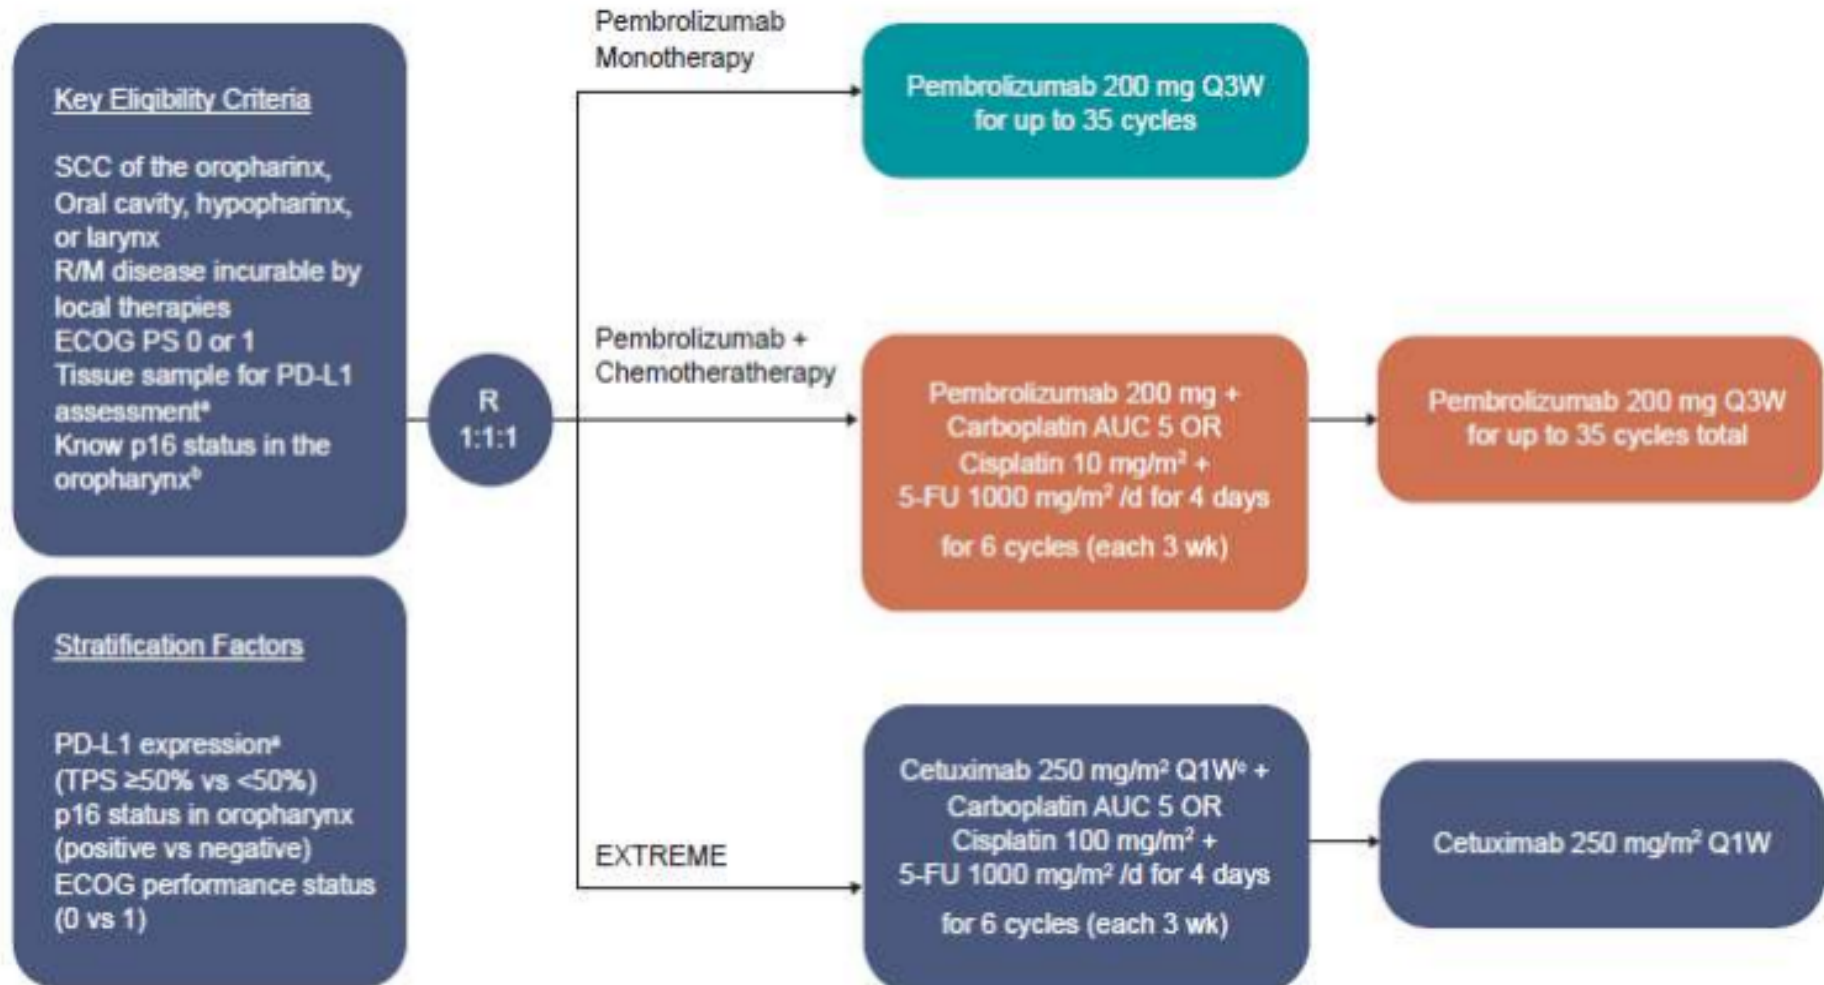 Key Eligibility Criteria
SCC of the oropharinx,
Oral cavity, hypopharinx,
or larynx
R/M disease incurable by
local therapies
ECOG PS 0 or 1
Tissue sample for PD-L1
assessmentᵃ
Know p16 status in the
oropharynxᵇ
Stratification Factors
PD-L1 expressionᵃ
(TPS ≥50% vs <50%)
p16 status in oropharynx
(positive vs negative)
ECOG performance status
(0 vs 1)
R
1:1:1
Pembrolizumab
Monotherapy
Pembrolizumab 200 mg Q3W
for up to 35 cycles
Pembrolizumab +
Chemotheratherapy
Pembrolizumab 200 mg +
Carboplatin AUC 5 OR
Cisplatin 10 mg/m² +
5-FU 1000 mg/m² /d for 4 days
for 6 cycles (each 3 wk)
Pembrolizumab 200 mg Q3W
for up to 35 cycles total
EXTREME
Cetuximab 250 mg/m² Q1Wᶜ +
Carboplatin AUC 5 OR
Cisplatin 100 mg/m² +
5-FU 1000 mg/m² /d for 4 days
for 6 cycles (each 3 wk)
Cetuximab 250 mg/m² Q1W